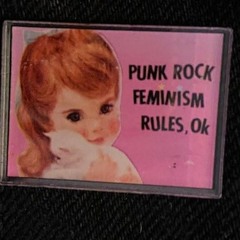 PUNK ROCK
FEMINISM
RULES, Ok